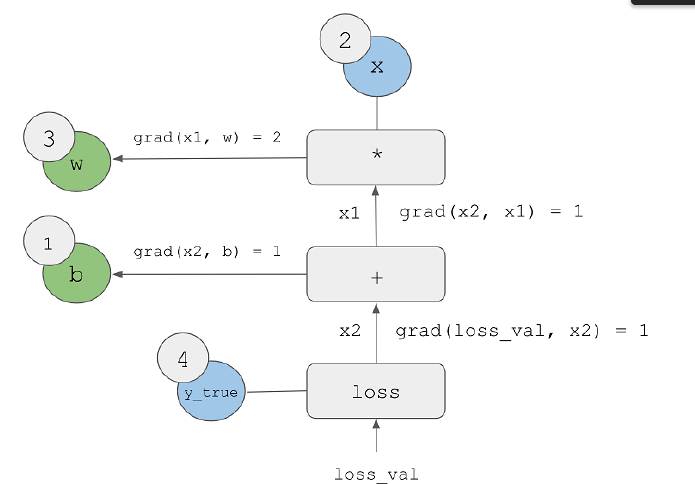 2
x
3
w
grad(x1, w) = 2
*
x1
grad(x2, x1) = 1
1
b
grad(x2, b) = 1
+
x2
grad(loss_val, x2) = 1
4
y_true
loss
loss_val